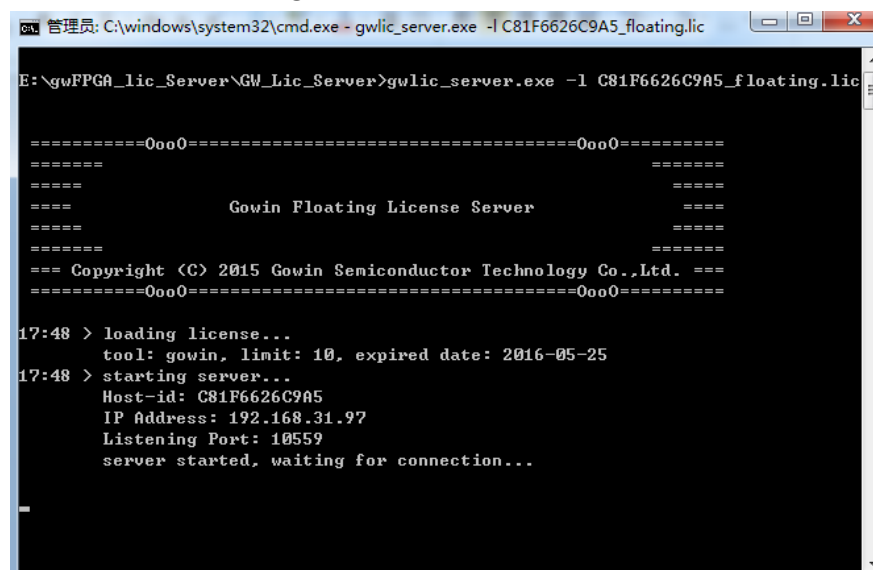 管理员: C:\windows\system32\cmd.exe - gwlic_server.exe -l C81F6626C9A5_floating.lic
E:\gwFPGA_lic_Server\GW_Lic_Server>gwlic_server.exe -l C81F6626C9A5_floating.lic
===========OooO=====================================OooO==========
======= =======
===== =====
==== Gowin Floating License Server ====
===== =====
======= =======
=== Copyright (C) 2015 Gowin Semiconductor Technology Co.,Ltd. ===
===========OooO=====================================OooO==========
17:48 > loading license...
tool: gowin, limit: 10, expired date: 2016-05-25
17:48 > starting server...
Host-id: C81F6626C9A5
IP Address: 192.168.31.97
Listening Port: 10559
server started, waiting for connection...